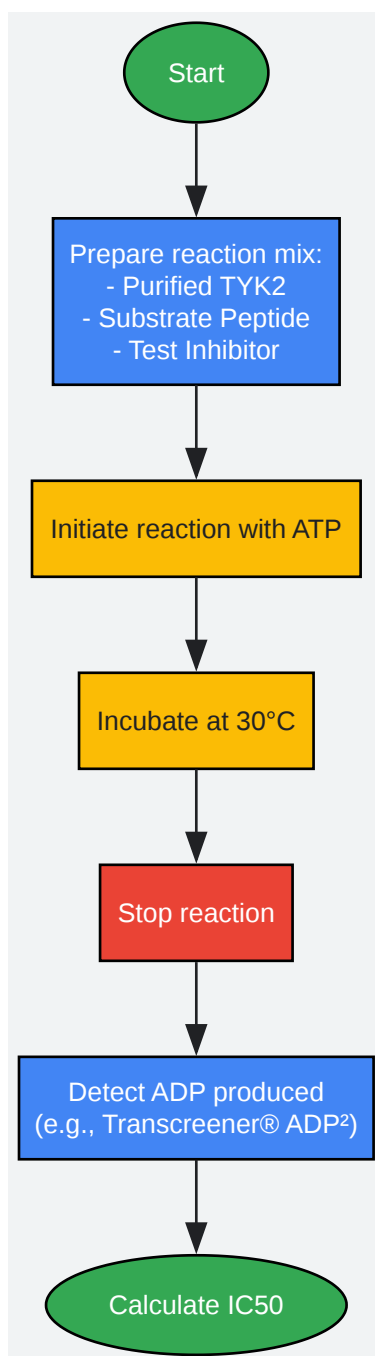 Start
Prepare reaction mix:
- Purified TYK2
- Substrate Peptide
- Test Inhibitor
Initiate reaction with ATP
Incubate at 30°C
Stop reaction
Detect ADP produced
(e.g., Transcreener® ADP²)
Calculate IC50